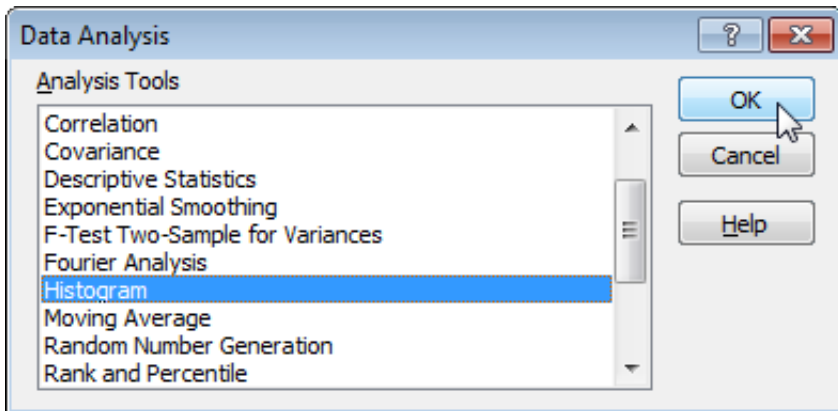 Data Analysis
Analysis Tools
Correlation
Covariance
Descriptive Statistics
Exponential Smoothing
F-Test Two-Sample for Variances
Fourier Analysis
Histogram
Moving Average
Random Number Generation
Rank and Percentile
OK
Cancel
Help